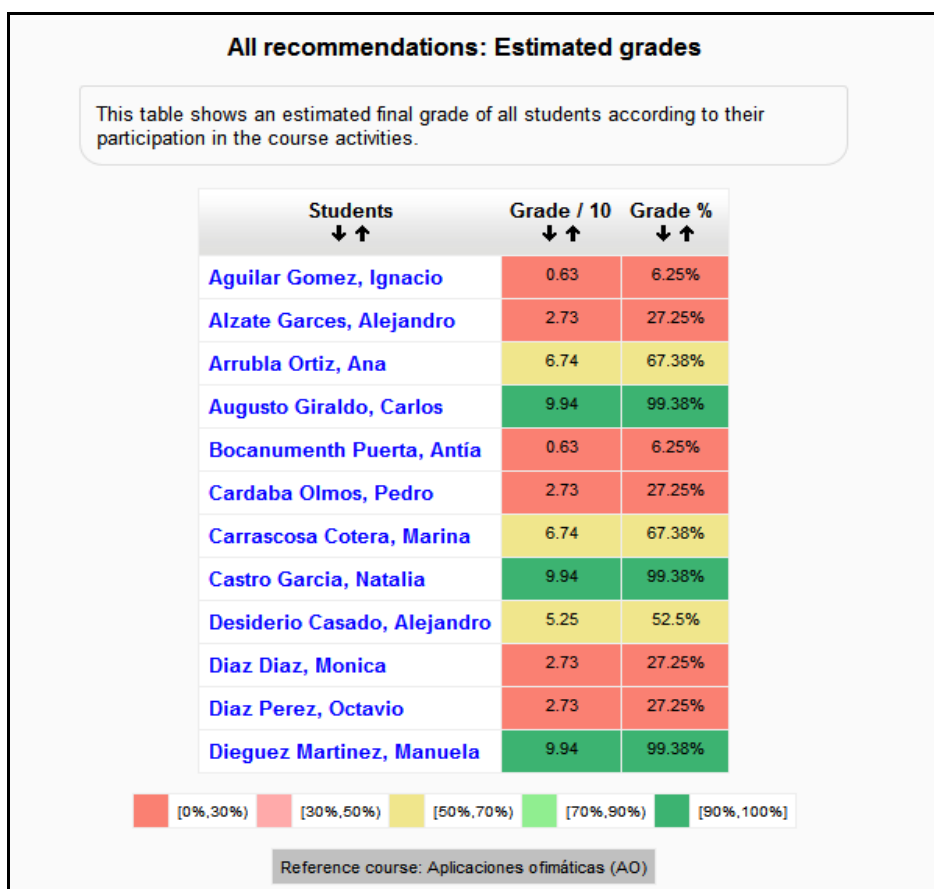 All recommendations: Estimated grades
This table shows an estimated final grade of all students according to their
participation in the course activities.
Students Grade / 10 Grade %
Aguilar Gomez, Ignacio 0.63 6.25%
Alzate Garces, Alejandro 2.73 27.25%
Arrubla Ortiz, Ana 6.74 67.38%
Augusto Giraldo, Carlos 9.94 99.38%
Bocanumenth Puerta, Antía 0.63 6.25%
Cardaba Olmos, Pedro 2.73 27.25%
Carrascosa Cotera, Marina 6.74 67.38%
Castro Garcia, Natalia 9.94 99.38%
Desiderio Casado, Alejandro 5.25 52.5%
Diaz Diaz, Monica 2.73 27.25%
Diaz Perez, Octavio 2.73 27.25%
Dieguez Martinez, Manuela 9.94 99.38%
[0%,30%) [30%,50%) [50%,70%) [70%,90%) [90%,100%]
Reference course: Aplicaciones ofimáticas (AO)